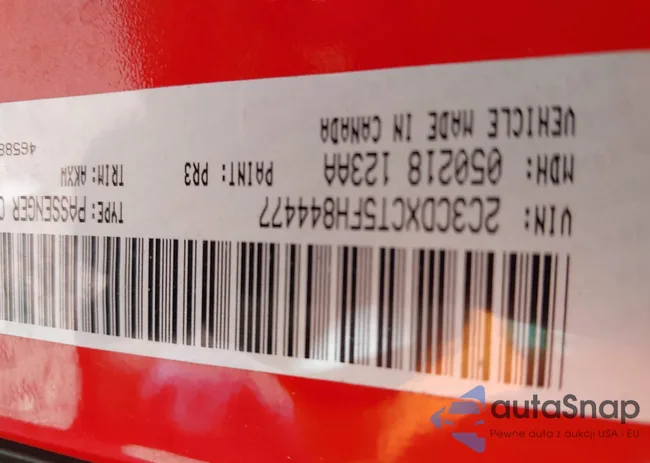 VIN: 2C3CDXCT5FH844477 TYPE: PASSENGER C
MDH: 050218 123AA PAINT: PR3 TRIM: AKXW
VEHICLE MADE IN CANADA
autaSnap
Pewne auta z aukcji USA - EU